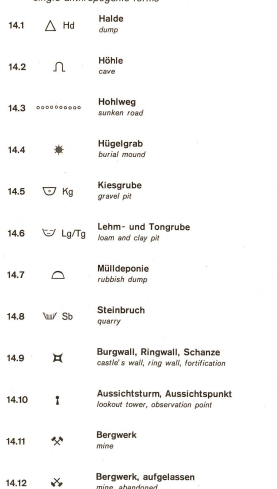 single anthropogenic forms
14.1 Hd Halde
dump
14.2 Höhle
cave
14.3 Hohlweg
sunken road
14.4 Hügelgrab
burial mound
14.5 Kg Kiesgrube
gravel pit
14.6 Lg/Tg Lehm- und Tongrube
loam and clay pit
14.7 Mülldeponie
rubbish dump
14.8 Sb Steinbruch
quarry
14.9 Burgwall, Ringwall, Schanze
castle's wall, ring wall, fortification
14.10 Aussichtsturm, Aussichtspunkt
lookout tower, observation point
14.11 Bergwerk
mine
14.12 Bergwerk, aufgelassen
mine, abandoned